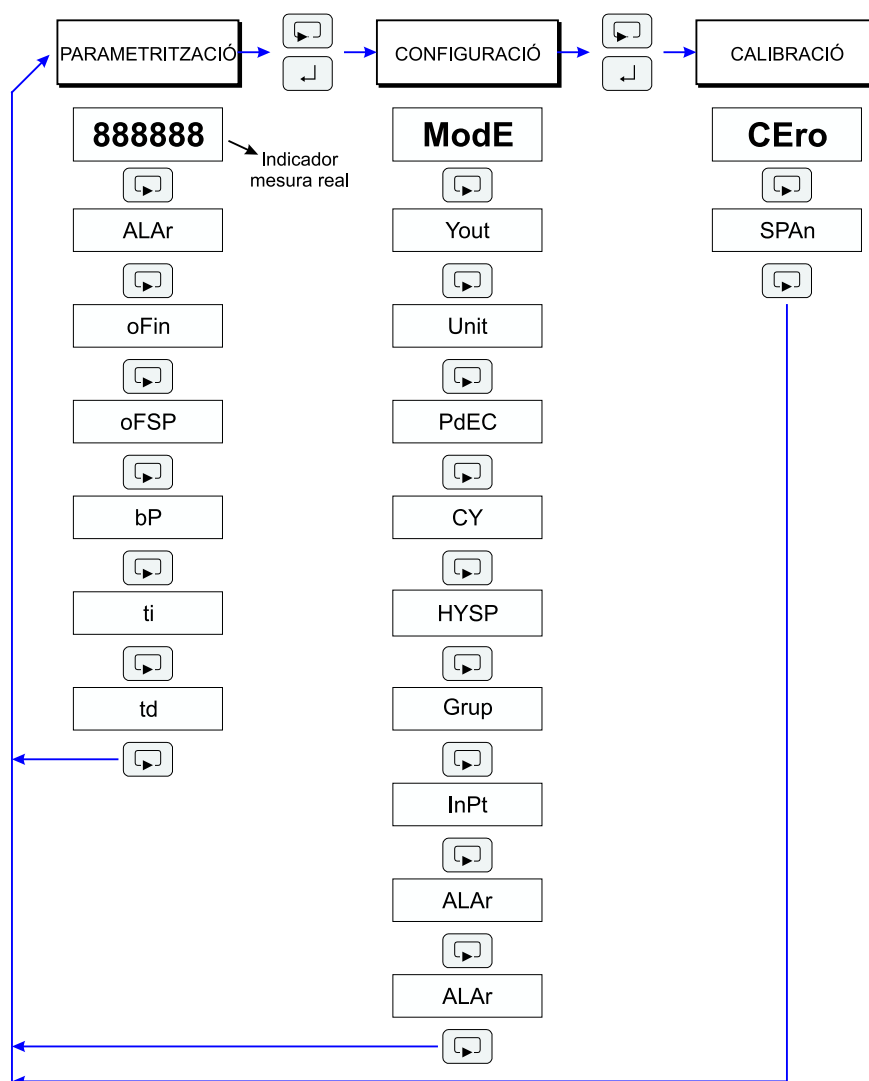 PARAMETRITZACIÓ
CONFIGURACIÓ
CALIBRACIÓ
888888
Indicador
mesura real
ALAr
oFin
oFSP
bP
ti
td
ModE
Yout
Unit
PdEC
CY
HYSP
Grup
InPt
ALAr
ALAr
CEro
SPAn